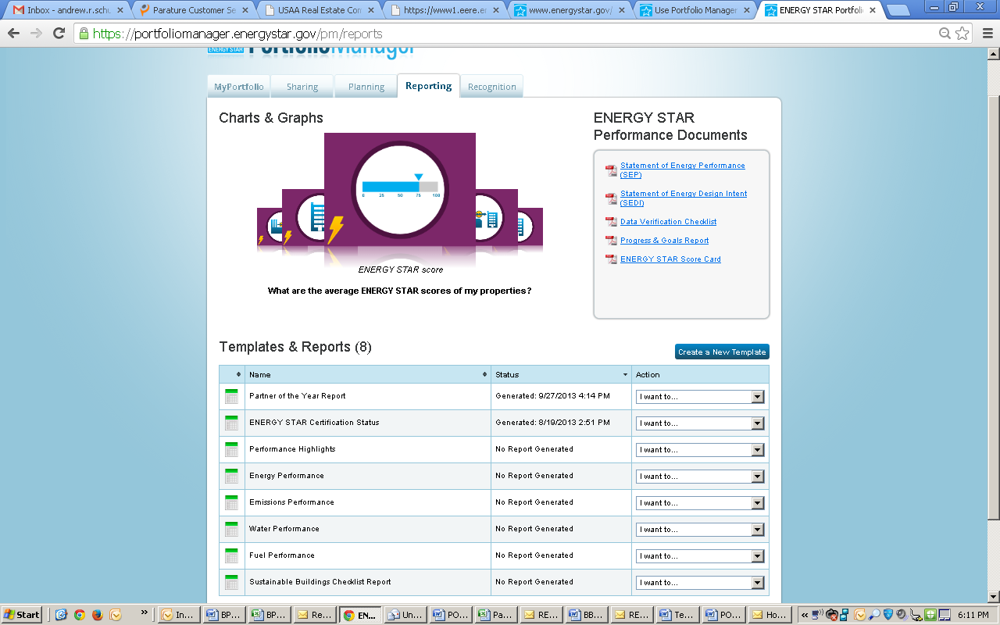 Inbox - andrew.r.schu
Parature Customer Se
USAA Real Estate Com
https://www1.eere.en
www.energystar.gov/
Use Portfolio Manager
ENERGY STAR Portfoli
https://portfoliomanager.energystar.gov/pm/reports
ENERGY STAR PortfolioManager
MyPortfolio
Sharing
Planning
Reporting
Recognition
Charts & Graphs
0 25 50 75 100
ENERGY STAR score
What are the average ENERGY STAR scores of my properties?
ENERGY STAR
Performance Documents
Statement of Energy Performance
(SEP)
Statement of Energy Design Intent
(SEDI)
Data Verification Checklist
Progress & Goals Report
ENERGY STAR Score Card
Templates & Reports (8)
Create a New Template
Name Status Action
Partner of the Year Report Generated: 9/27/2013 4:14 PM I want to...
ENERGY STAR Certification Status Generated: 8/19/2013 2:51 PM I want to...
Performance Highlights No Report Generated I want to...
Energy Performance No Report Generated I want to...
Emissions Performance No Report Generated I want to...
Water Performance No Report Generated I want to...
Fuel Performance No Report Generated I want to...
Sustainable Buildings Checklist Report No Report Generated I want to...
Start » In... BP... BP... Ro... EN... Un... PO... Pa... RE... BB... RE... Te... PO... Ho... « 6:11 PM